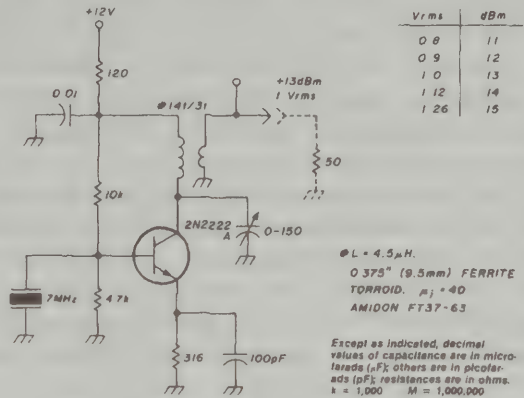 +12V
120
0.01
⌀14t/3t
+13dBm
1 Vrms
50
10k
2N2222
A
0-150
7MHz
4.7k
316
100pF
Vrms dBm
0.8 11
0.9 12
1.0 13
1.12 14
1.26 15
⌀L = 4.5μH.
0.375" (9.5mm) FERRITE
TORROID. μi = 40
AMIDON FT37-63
Except as indicated, decimal
values of capacitance are in micro-
farads (μF); others are in picofar-
ads (pF); resistances are in ohms.
k = 1,000 M = 1,000,000